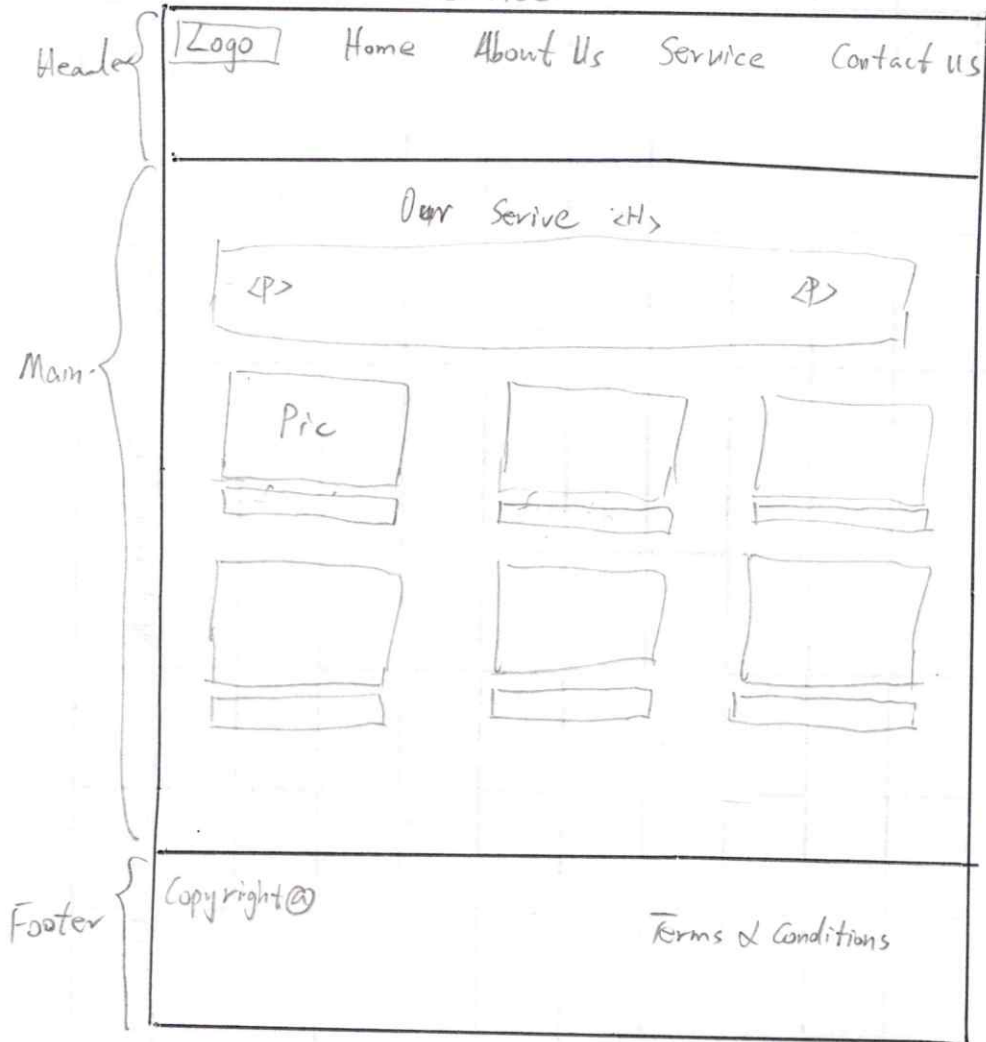 Header
Logo Home About Us Service Contact us
Our Serive <H>
<P> <P>
Main
Pic
Footer
Copyright@
Terms & Conditions